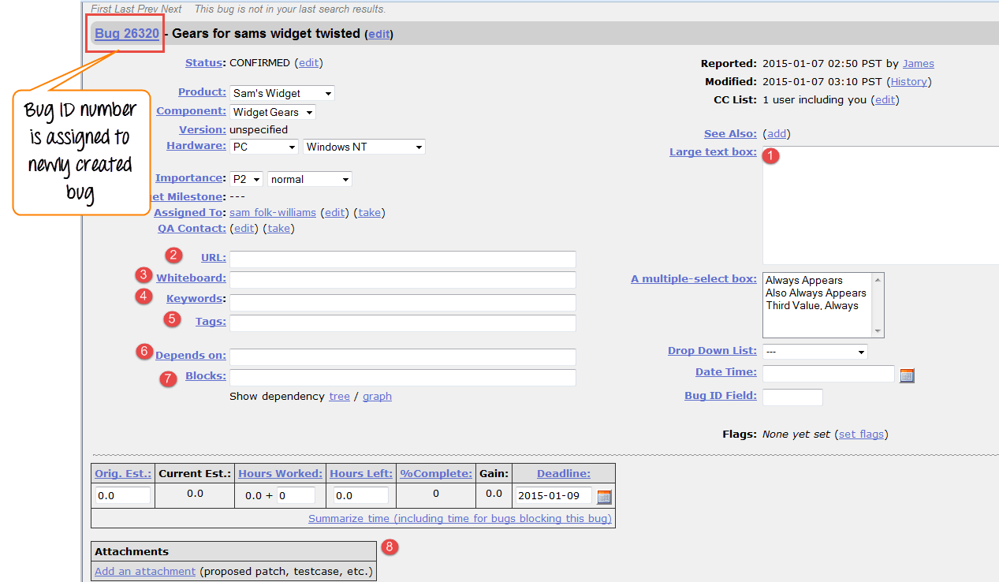 First Last Prev Next This bug is not in your last search results.
Bug 26320 - Gears for sams widget twisted (edit)
Bug ID number
is assigned to
newly created
bug
Status: CONFIRMED (edit)
Product: Sam's Widget
Component: Widget Gears
Version: unspecified
Hardware: PC Windows NT
Importance: P2 normal
et Milestone: ---
Assigned To: sam folk-williams (edit) (take)
QA Contact: (edit) (take)
2 URL:
3 Whiteboard:
4 Keywords:
5 Tags:
6 Depends on:
7 Blocks:
Show dependency tree / graph
Reported: 2015-01-07 02:50 PST by James
Modified: 2015-01-07 03:10 PST (History)
CC List: 1 user including you (edit)
See Also: (add)
Large text box: 1
A multiple-select box: Always Appears
Also Always Appears
Third Value, Always
Drop Down List: ---
Date Time:
Bug ID Field:
Flags: None yet set (set flags)
Orig. Est.: Current Est.: Hours Worked: Hours Left: %Complete: Gain: Deadline:
0.0 0.0 0.0 + 0 0.0 0 0.0 2015-01-09
Summarize time (including time for bugs blocking this bug)
Attachments 8
Add an attachment (proposed patch, testcase, etc.)